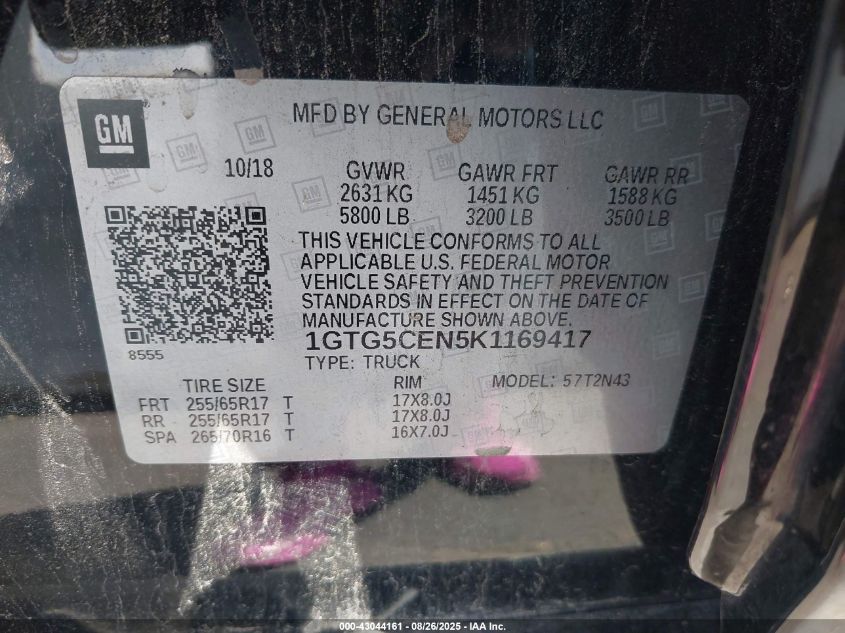 GM
MFD BY GENERAL MOTORS LLC
10/18 GVWR GAWR FRT GAWR RR
2631 KG 1451 KG 1588 KG
5800 LB 3200 LB 3500 LB
THIS VEHICLE CONFORMS TO ALL
APPLICABLE U.S. FEDERAL MOTOR
VEHICLE SAFETY AND THEFT PREVENTION
STANDARDS IN EFFECT ON THE DATE OF
MANUFACTURE SHOWN ABOVE.
8555
1GTG5CEN5K1169417
TYPE: TRUCK
TIRE SIZE RIM MODEL: 57T2N43
FRT 255/65R17 T 17X8.0J
RR 255/65R17 T 17X8.0J
SPA 265/70R16 T 16X7.0J
000-43044161 - 08/26/2025 - IAA Inc.